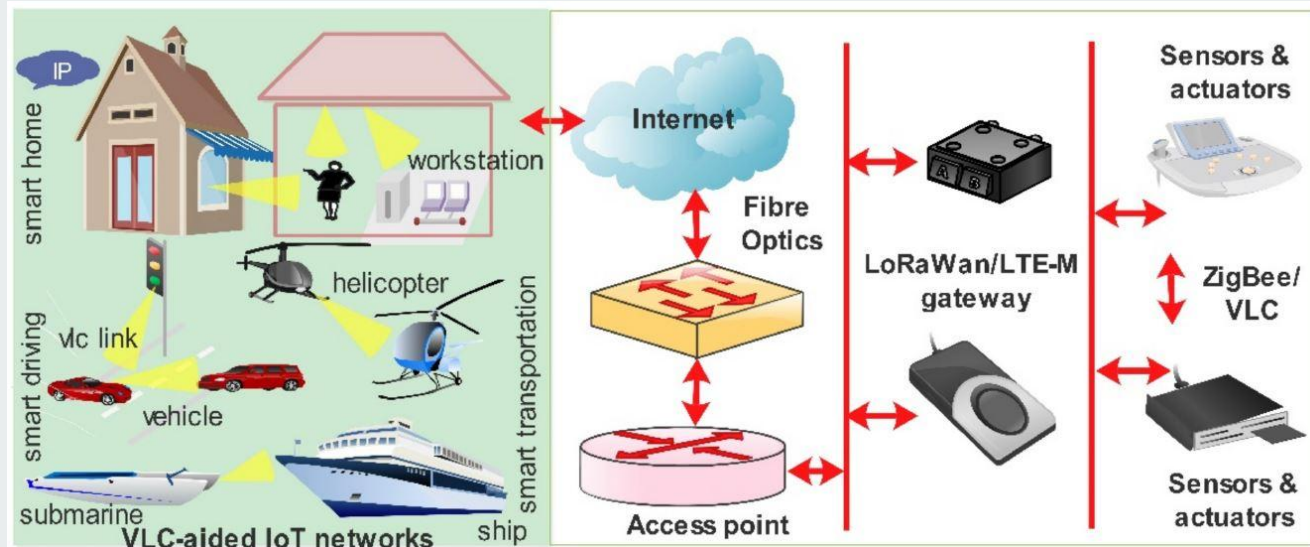 IP
smart home
workstation
helicopter
smart driving
vlc link
vehicle
smart transportation
submarine
ship
VLC-aided IoT networks
Internet
Fibre
Optics
Access point
A B
LoRaWan/LTE-M
gateway
Sensors &
actuators
ZigBee/
VLC
Sensors &
actuators